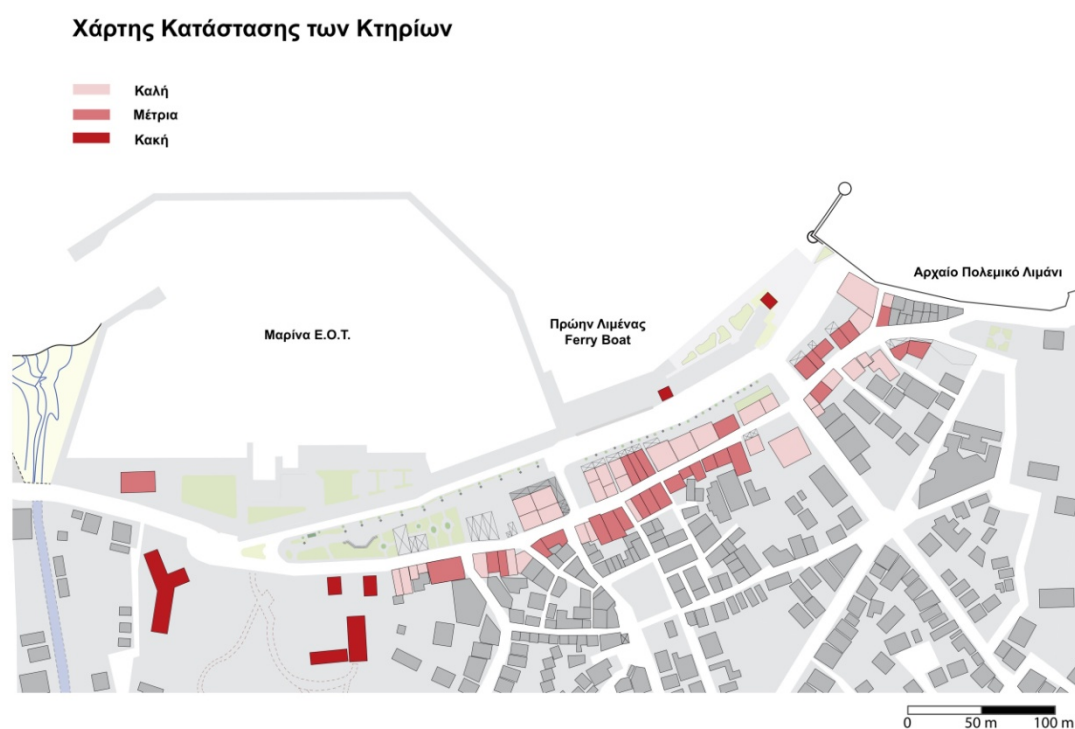 Χάρτης Κατάστασης των Κτηρίων
Καλή
Μέτρια
Κακή
Αρχαίο Πολεμικό Λιμάνι
Μαρίνα Ε.Ο.Τ.
Πρώην Λιμένας
Ferry Boat
0 50 m 100 m